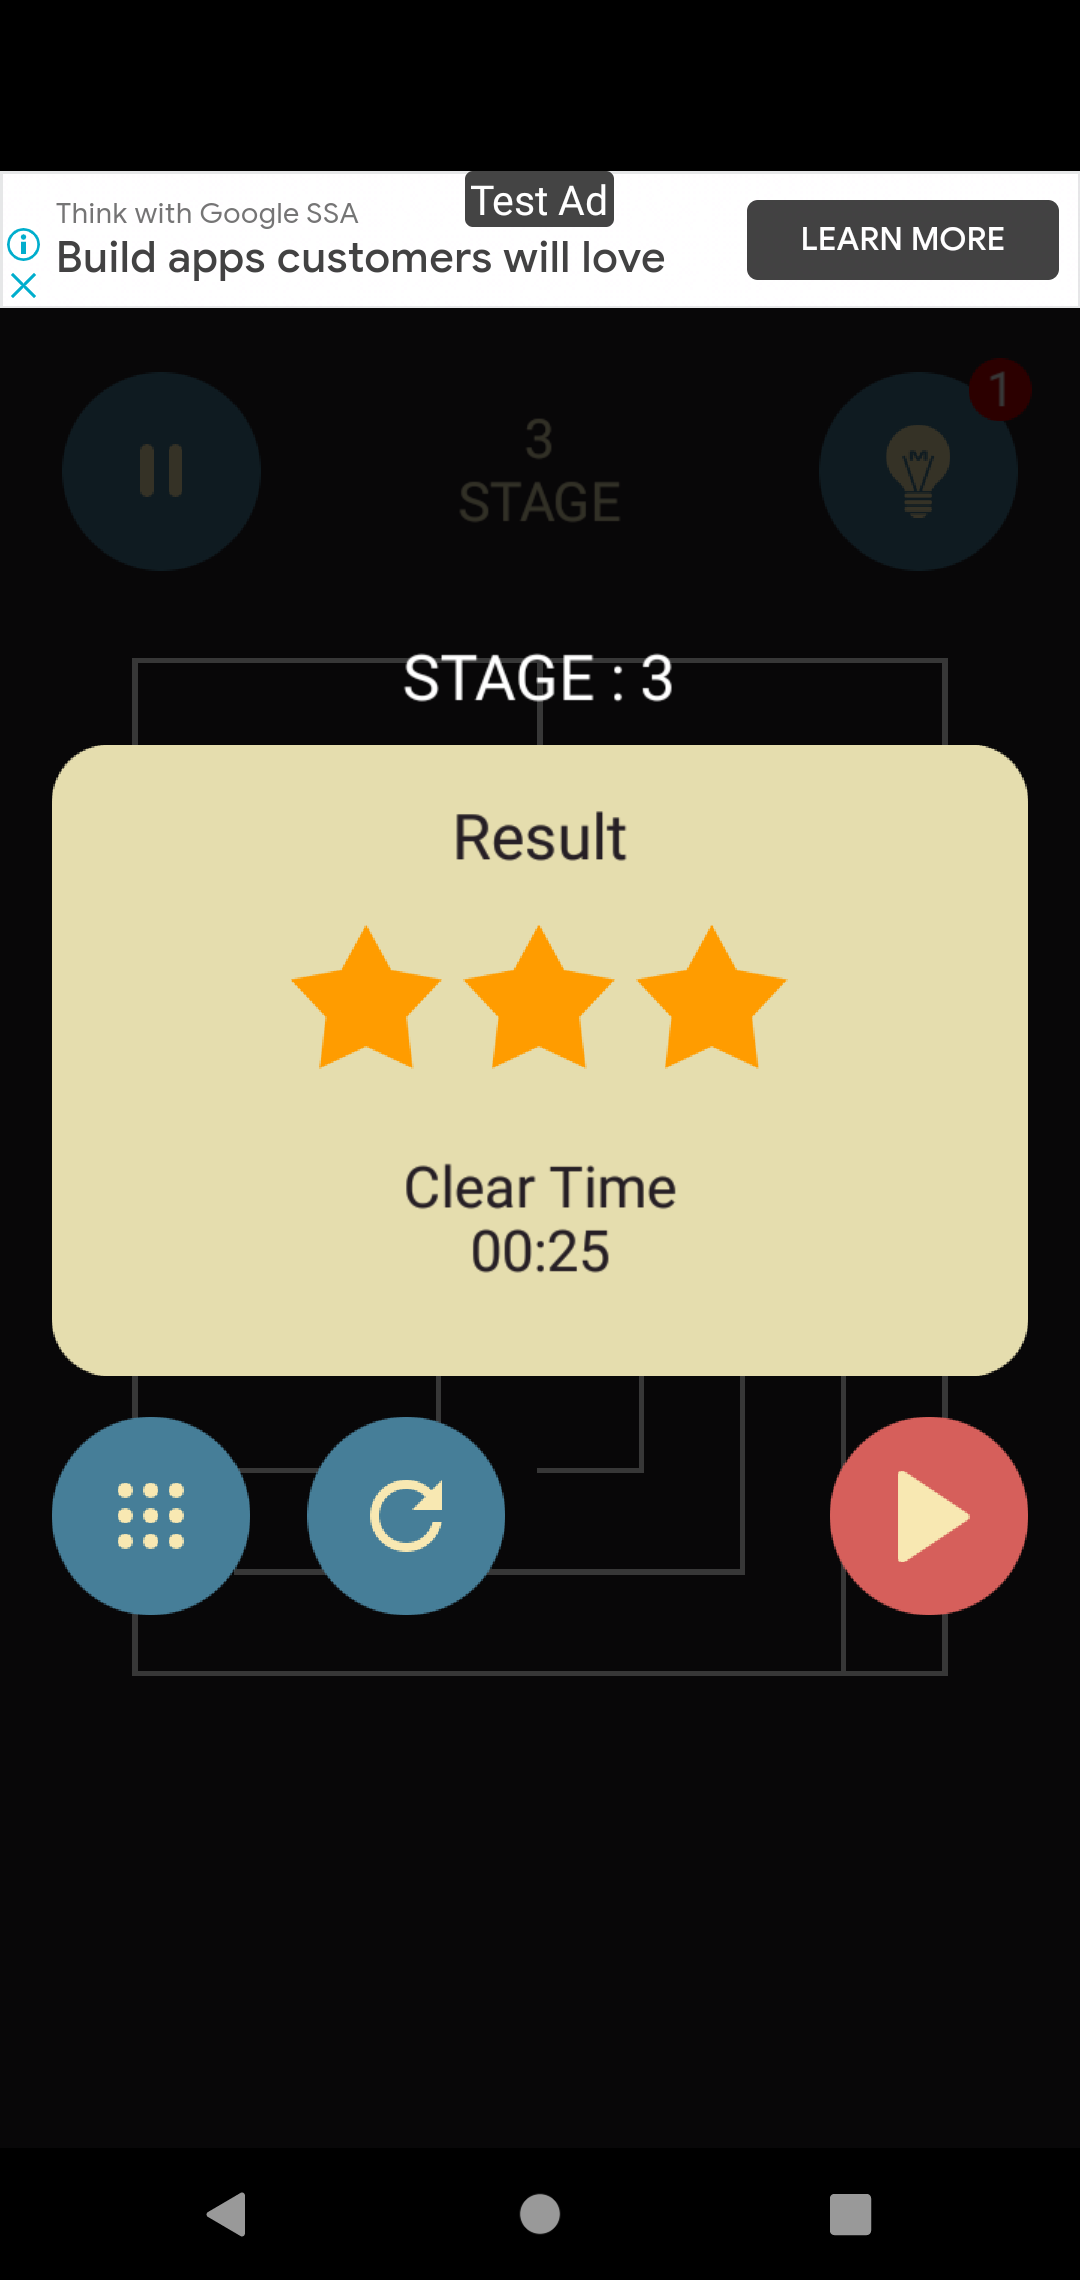 Test Ad
Think with Google SSA
Build apps customers will love
LEARN MORE
1
3
STAGE
STAGE : 3
Result
Clear Time
00:25